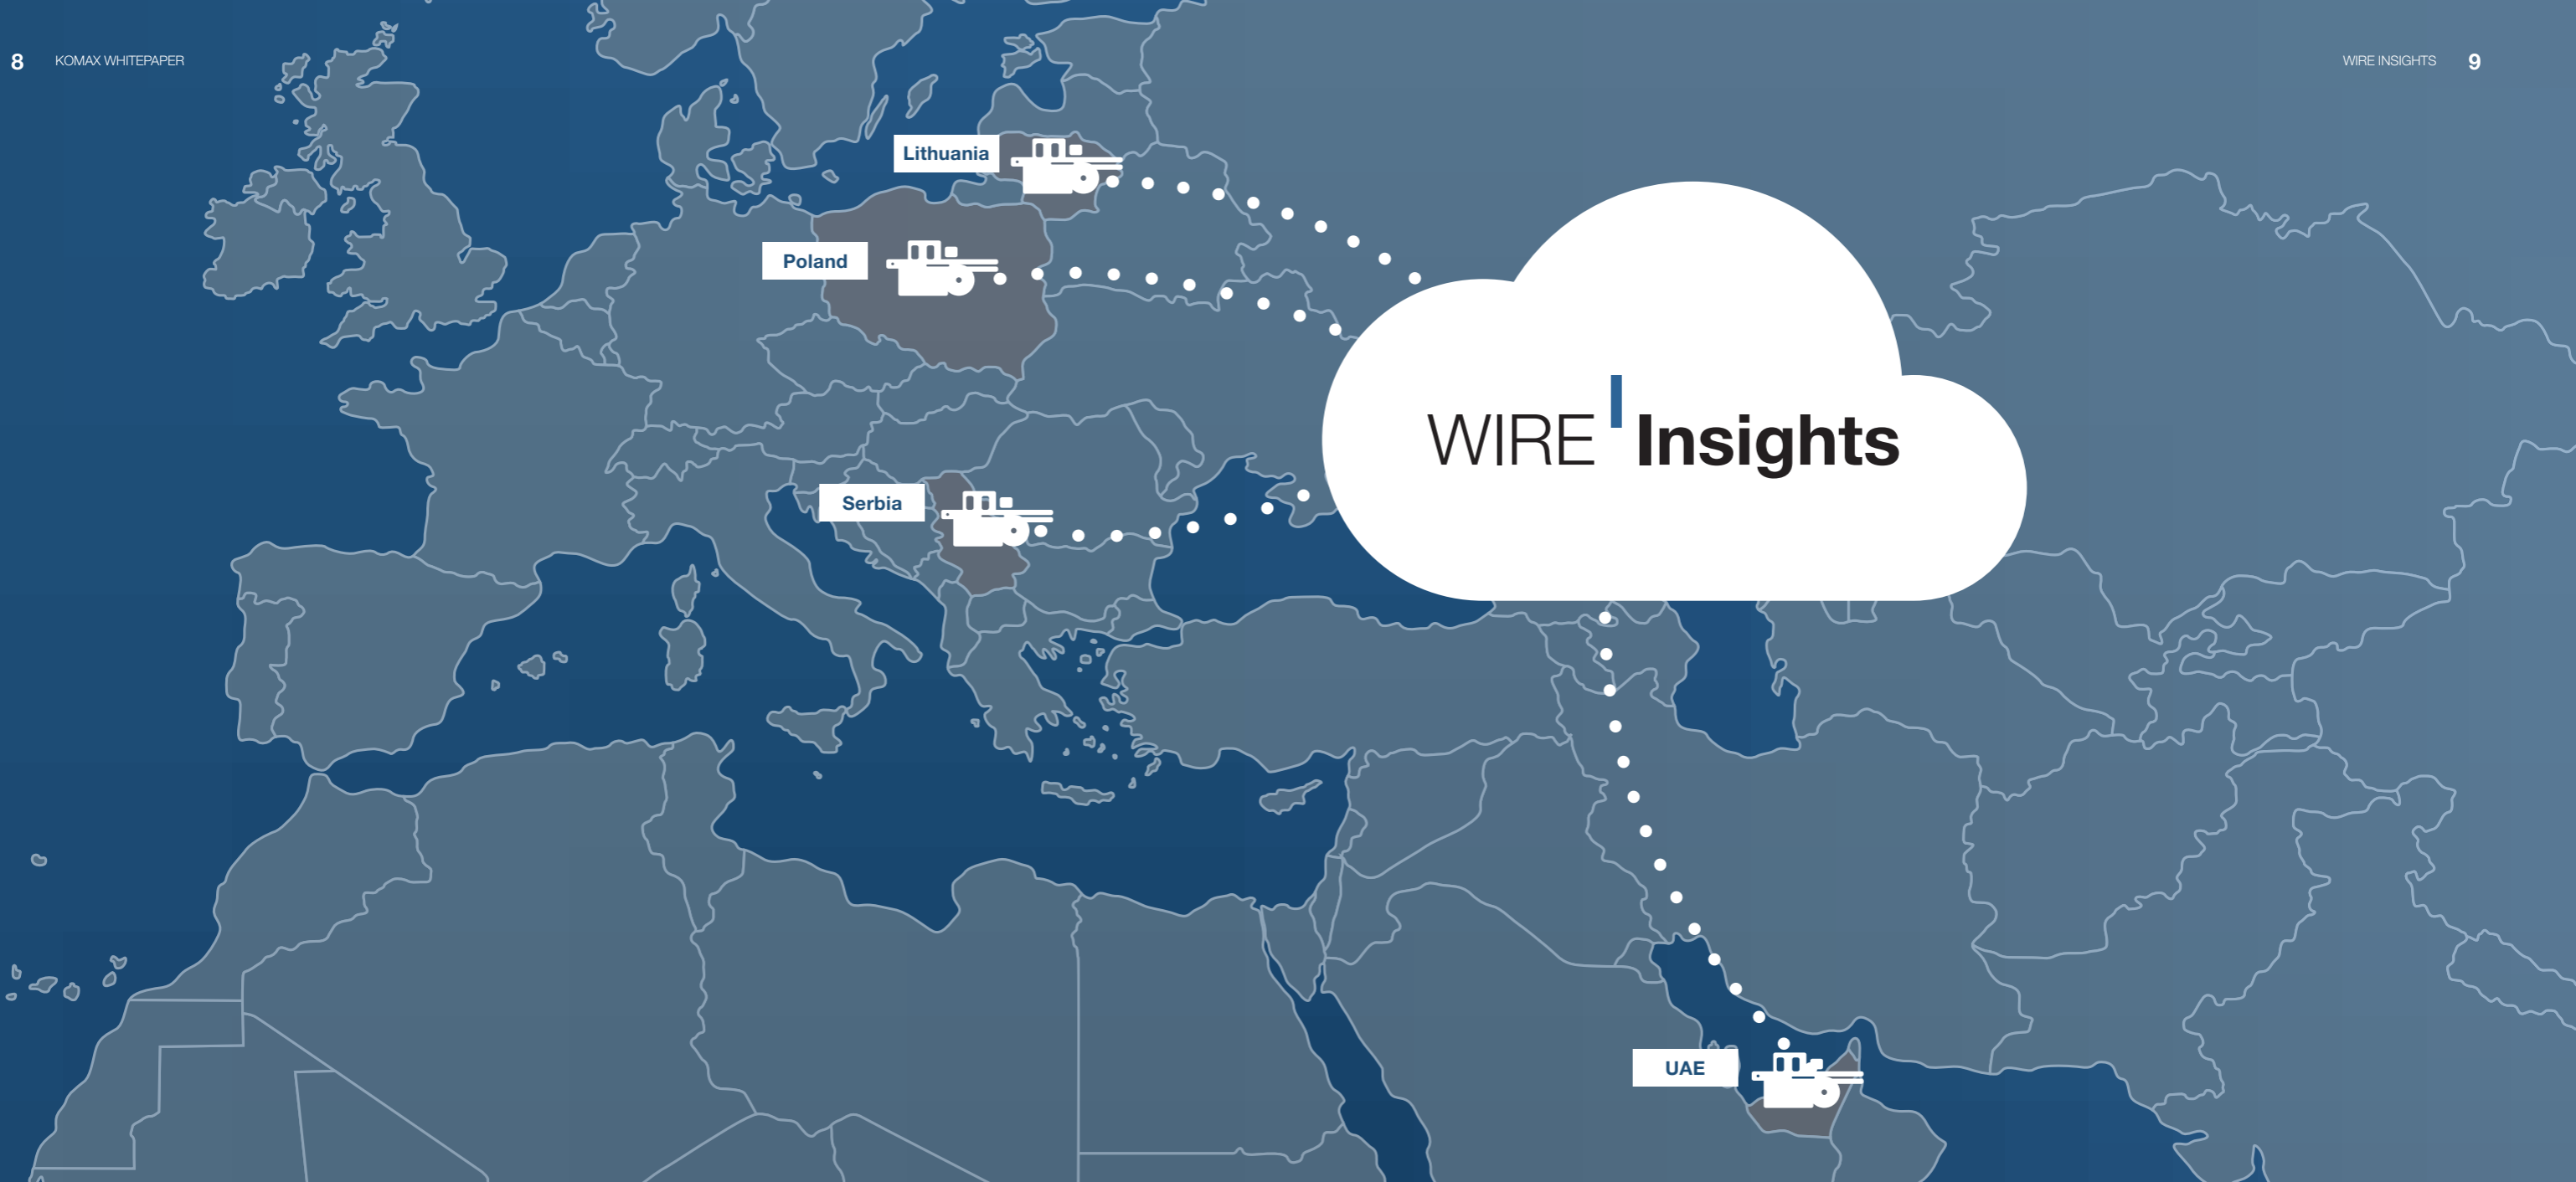 8 KOMAX WHITEPAPER
WIRE INSIGHTS 9
Lithuania
Poland
WIRE Insights
Serbia
UAE